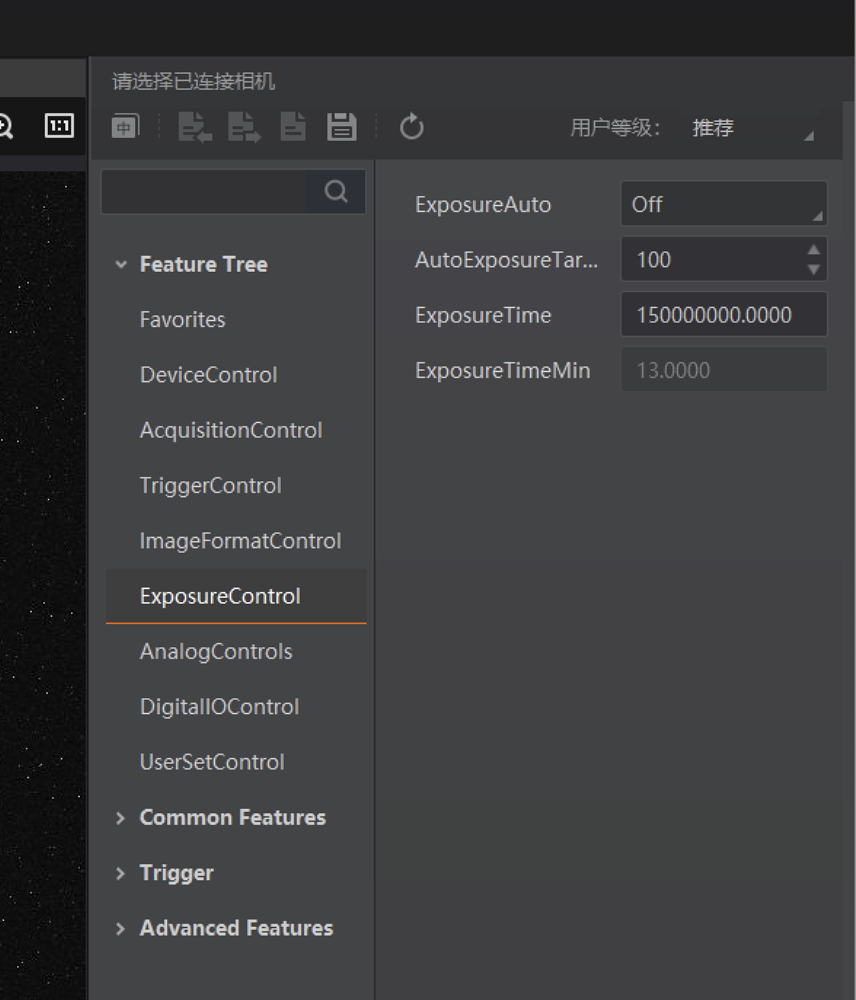 请选择已连接相机
1:1
中
用户等级： 推荐
Feature Tree
Favorites
DeviceControl
AcquisitionControl
TriggerControl
ImageFormatControl
ExposureControl
AnalogControls
DigitalIOControl
UserSetControl
Common Features
Trigger
Advanced Features
ExposureAuto Off
AutoExposureTar... 100
ExposureTime 150000000.0000
ExposureTimeMin 13.0000